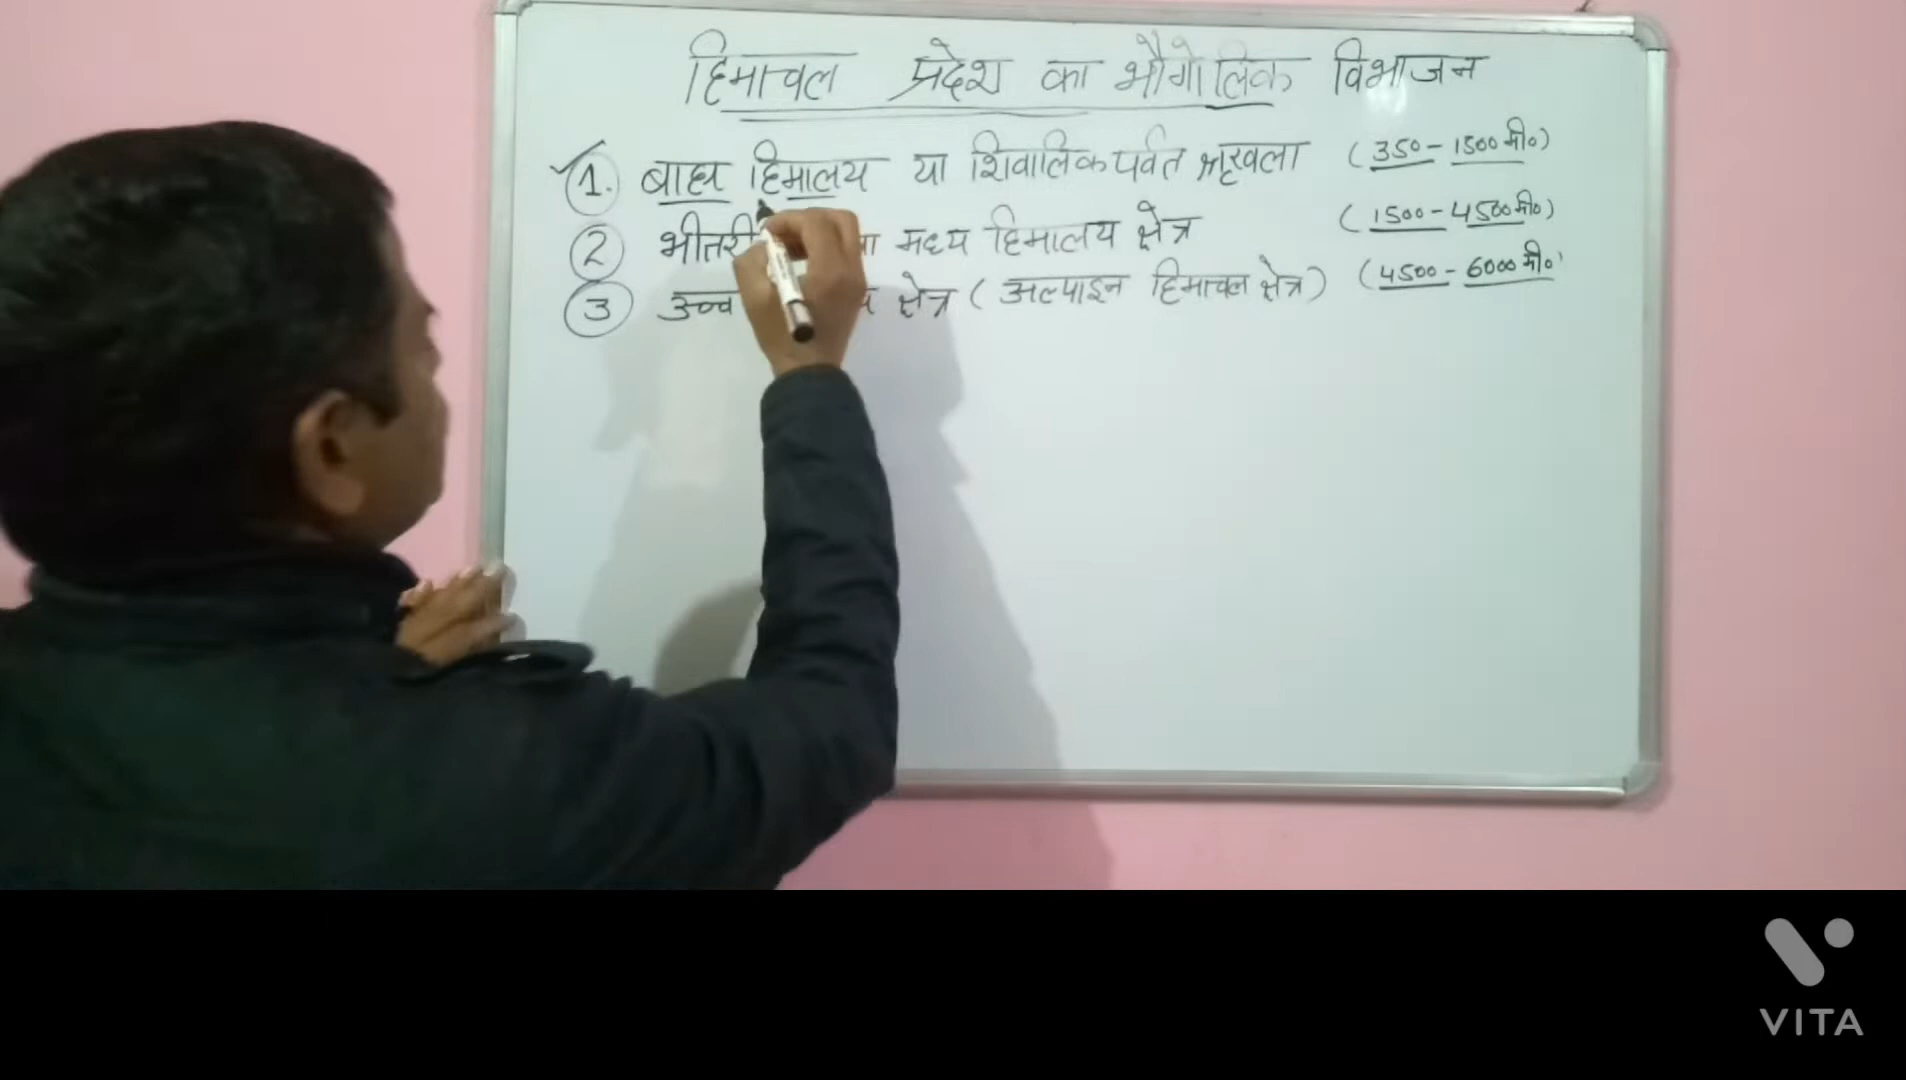 हिमाचल प्रदेश का भौगोलिक विभाजन
1. बाह्य हिमालय या शिवालिक पर्वत श्रृखला (350 - 1500 मी०)
2 भीतरी या मध्य हिमालय क्षेत्र (1500 - 4500 मी०)
3 उच्च क्षेत्र (अल्पाइन हिमाचल क्षेत्र) (4500 - 6000 मी०)
VITA